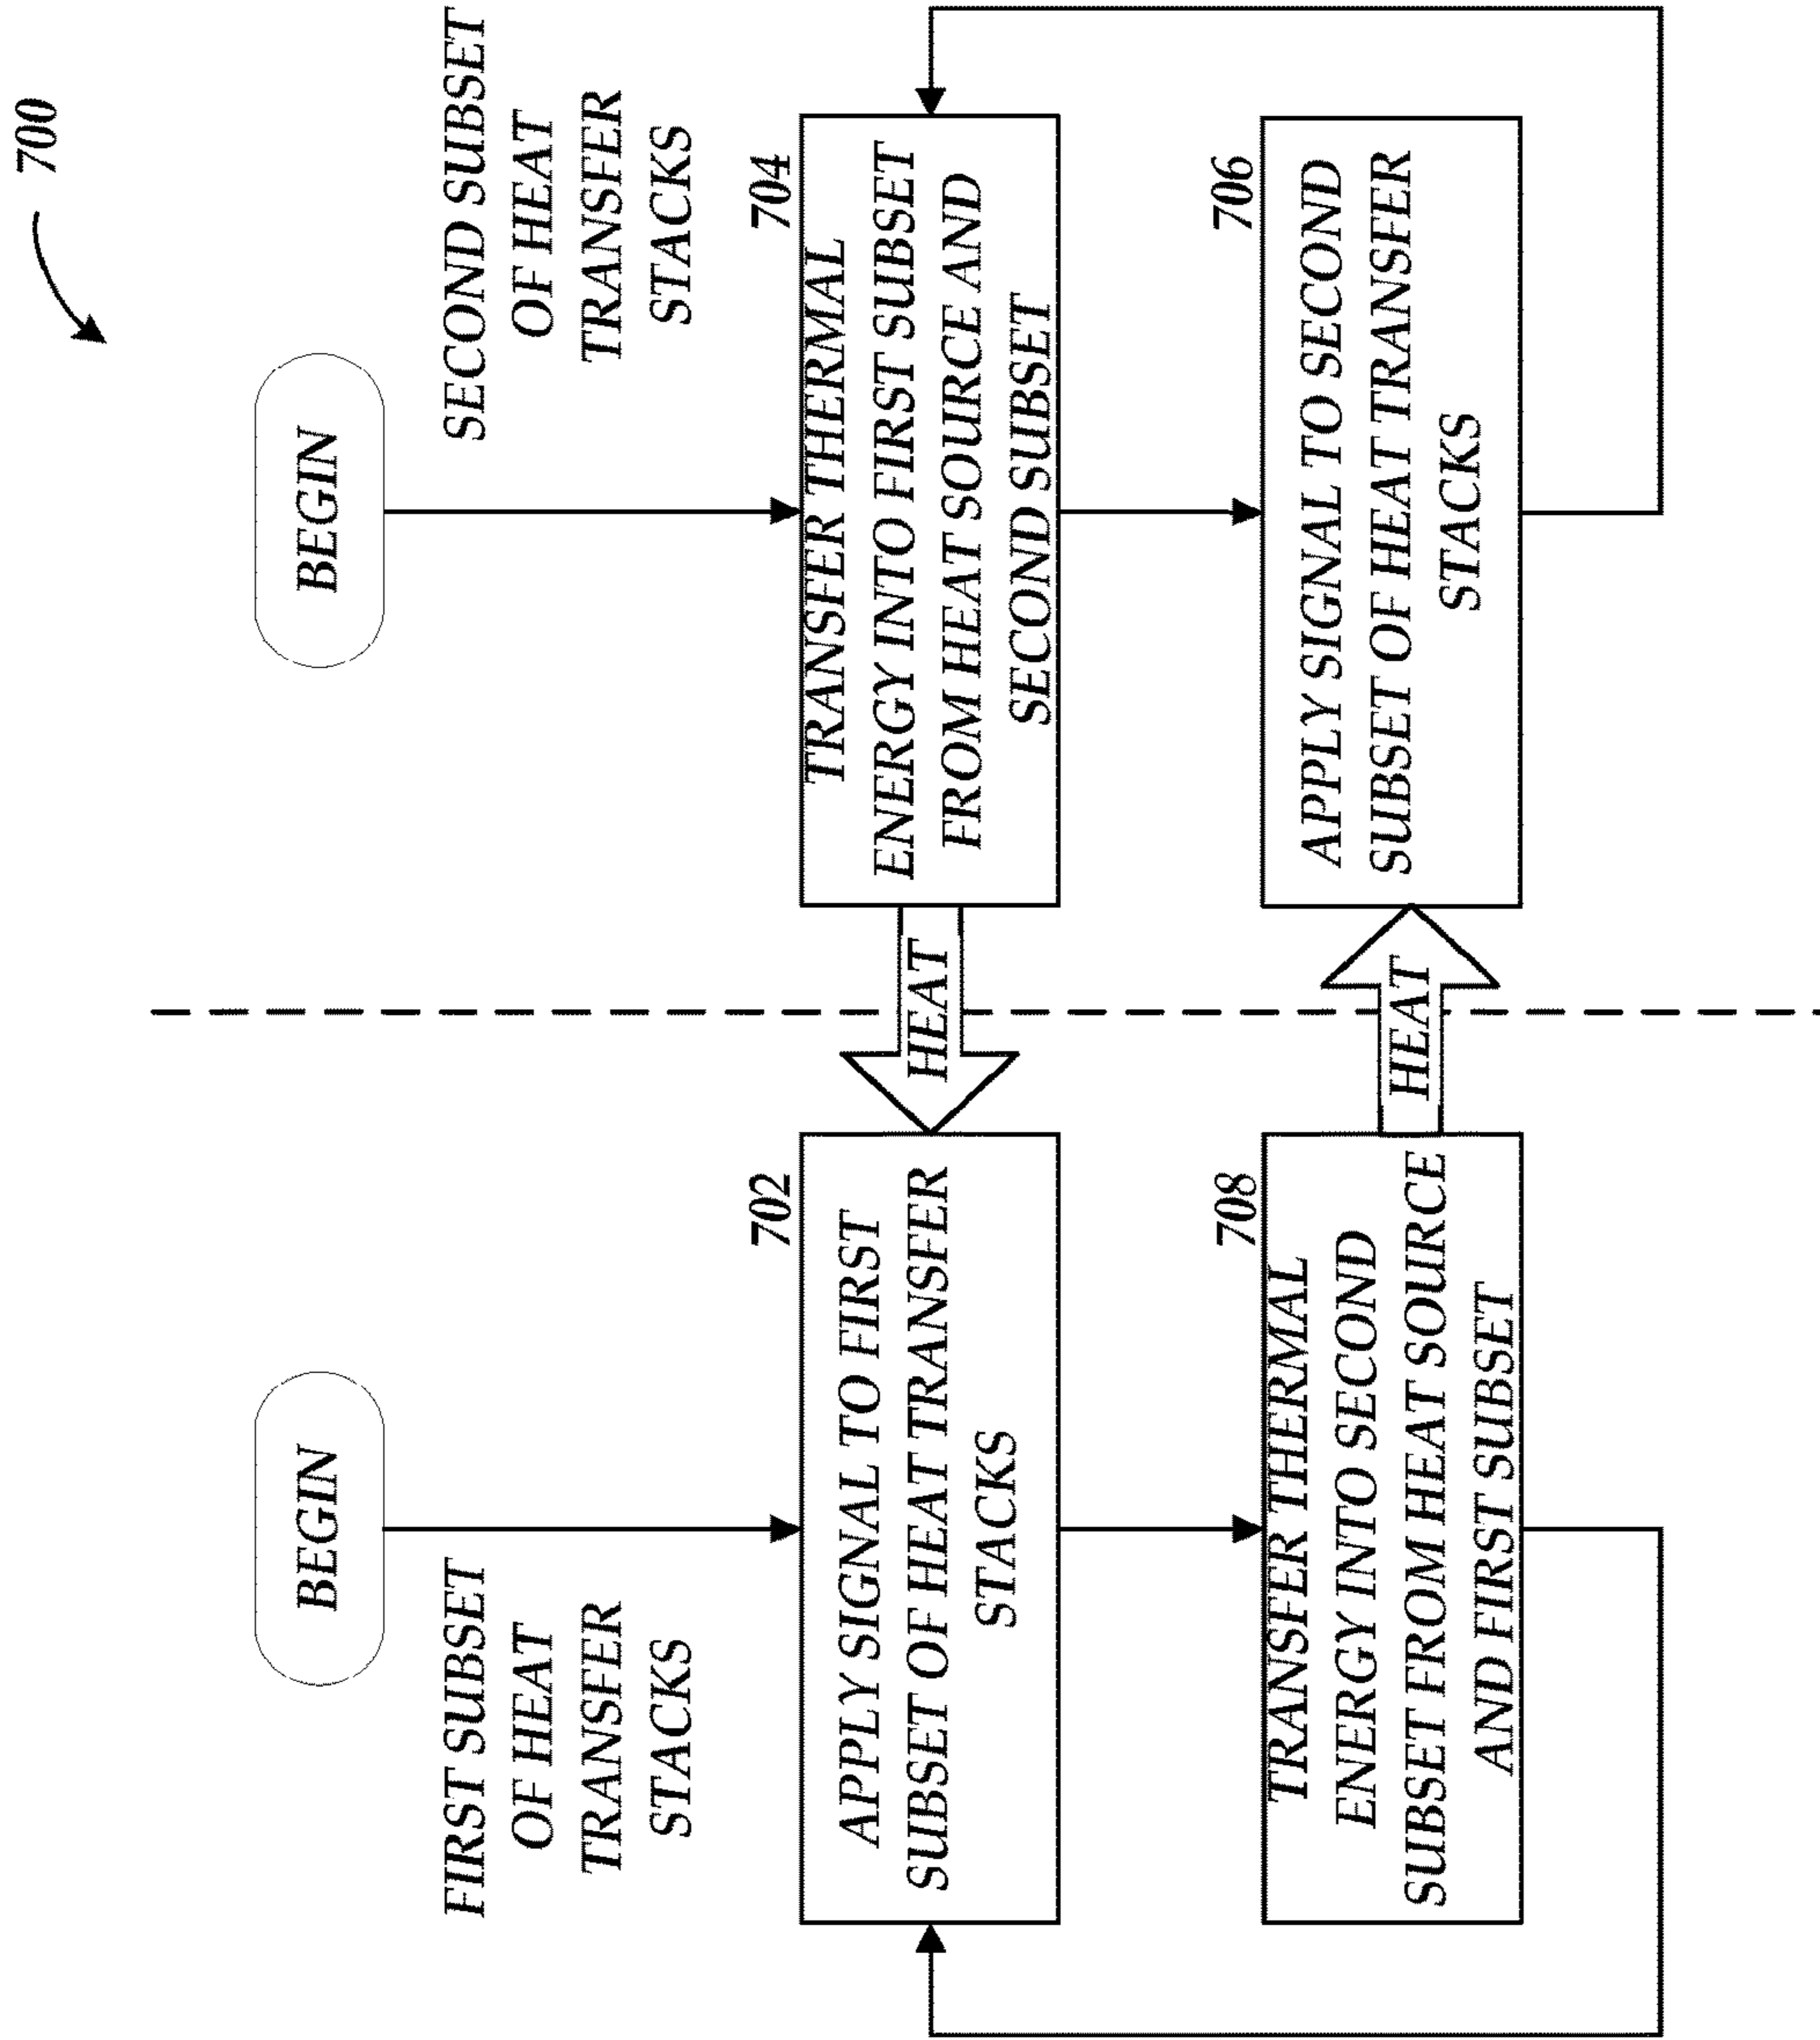 700
BEGIN
BEGIN
FIRST SUBSET
OF HEAT
TRANSFER
STACKS
SECOND SUBSET
OF HEAT
TRANSFER
STACKS
702
APPLY SIGNAL TO FIRST
SUBSET OF HEAT TRANSFER
STACKS
HEAT
704
TRANSFER THERMAL
ENERGY INTO FIRST SUBSET
FROM HEAT SOURCE AND
SECOND SUBSET
708
TRANSFER THERMAL
ENERGY INTO SECOND
SUBSET FROM HEAT SOURCE
AND FIRST SUBSET
HEAT
706
APPLY SIGNAL TO SECOND
SUBSET OF HEAT TRANSFER
STACKS